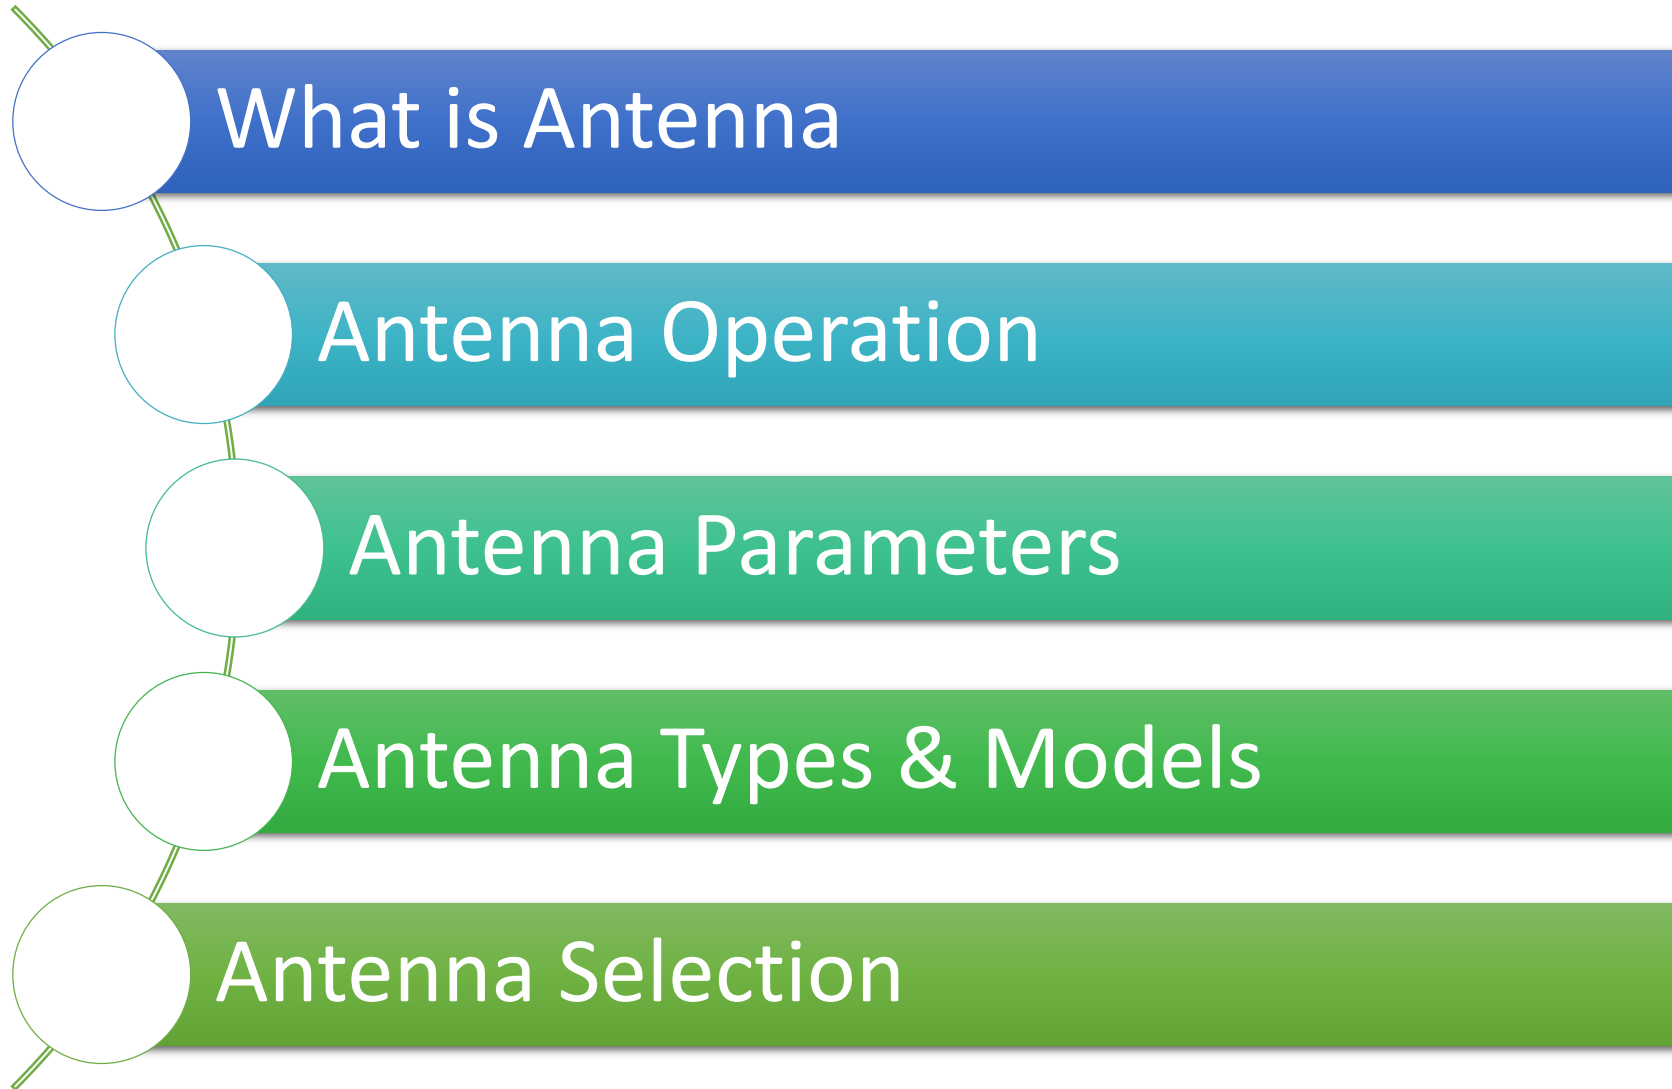 What is Antenna
Antenna Operation
Antenna Parameters
Antenna Types & Models
Antenna Selection